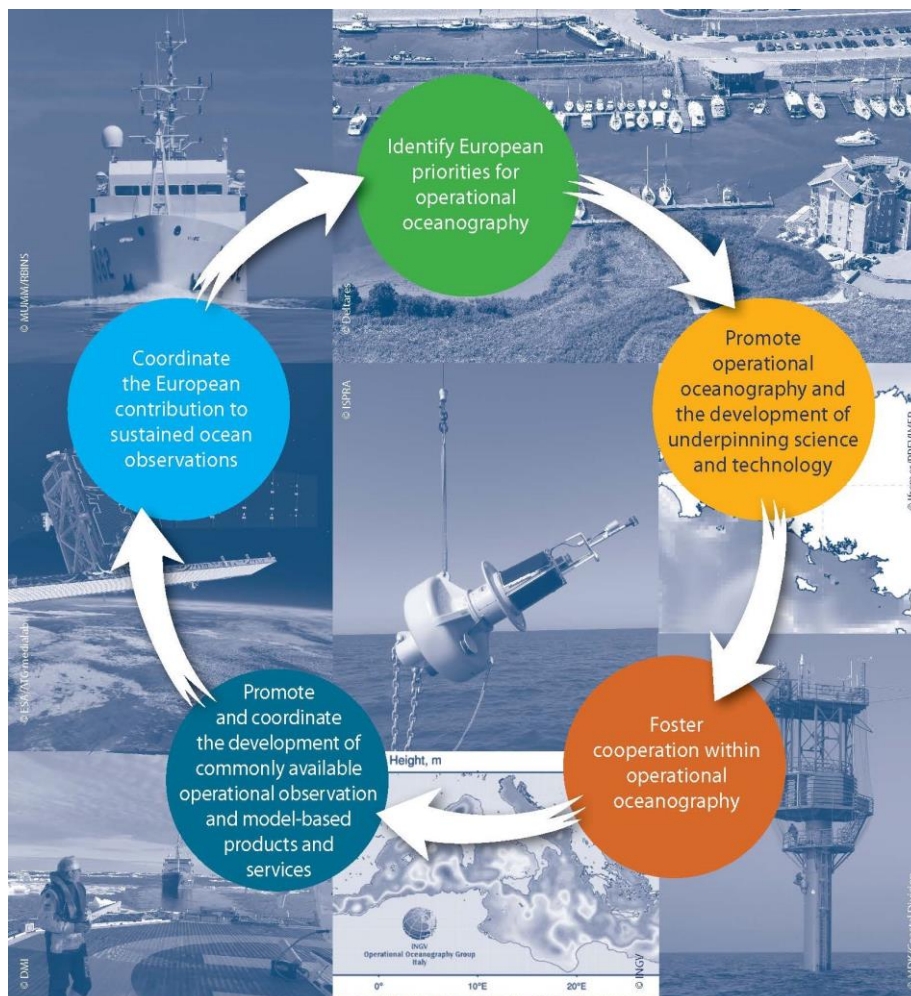 Identify European
priorities for
operational
oceanography
Promote
operational
oceanography and
the development of
underpinning science
and technology
Foster
cooperation within
operational
oceanography
Promote
and coordinate
the development of
commonly available
operational observation
and model-based
products and
services
Coordinate
the European
contribution to
sustained ocean
observations
© MUMM/RBINS
© Deltares
© ISPRA
© ESA/ATG medialab
Height, m
INGV
Operational Oceanography Group
Italy
0°
10°E
20°E
© INGV
© DMI